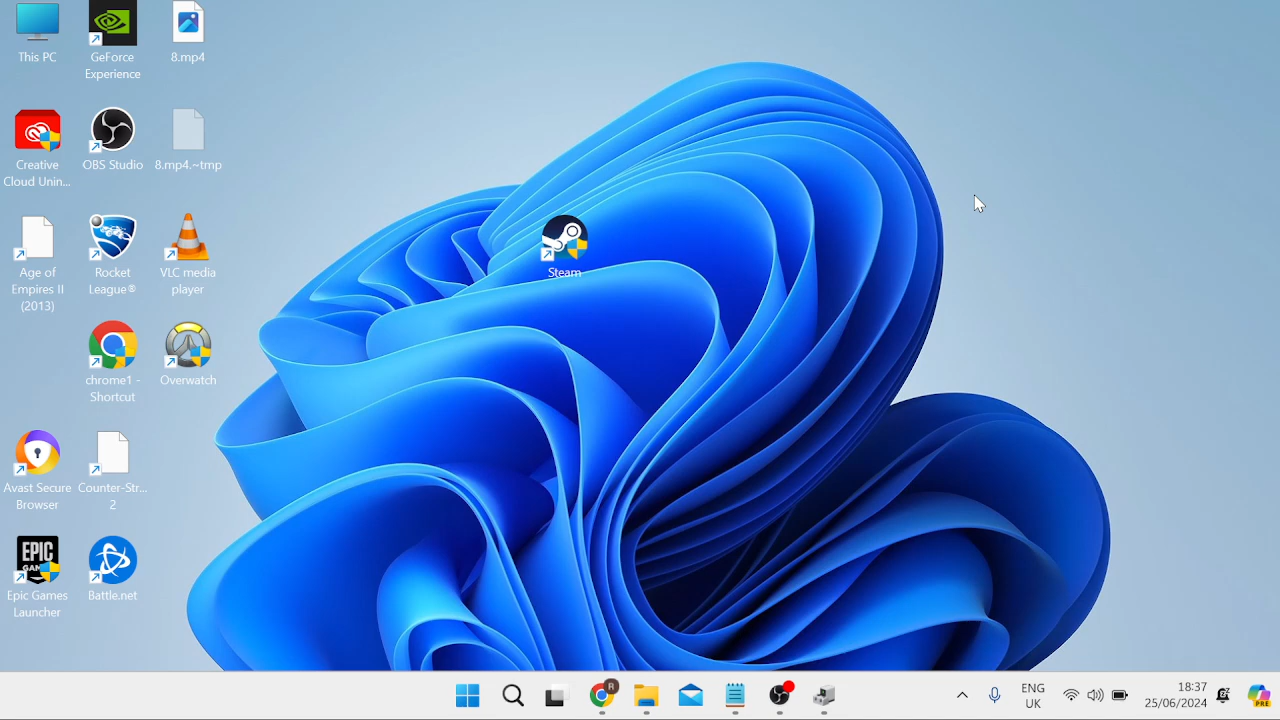 This PC
GeForce
Experience
8.mp4
Creative
Cloud Unin...
OBS Studio
8.mp4.~tmp
Age of
Empires II
(2013)
Rocket
League®
VLC media
player
Steam
chrome1 -
Shortcut
Overwatch
Avast Secure
Browser
Counter-Str...
2
EPIC
Epic Games
Launcher
Battle.net
R
ENG
UK
18:37
25/06/2024
PRE